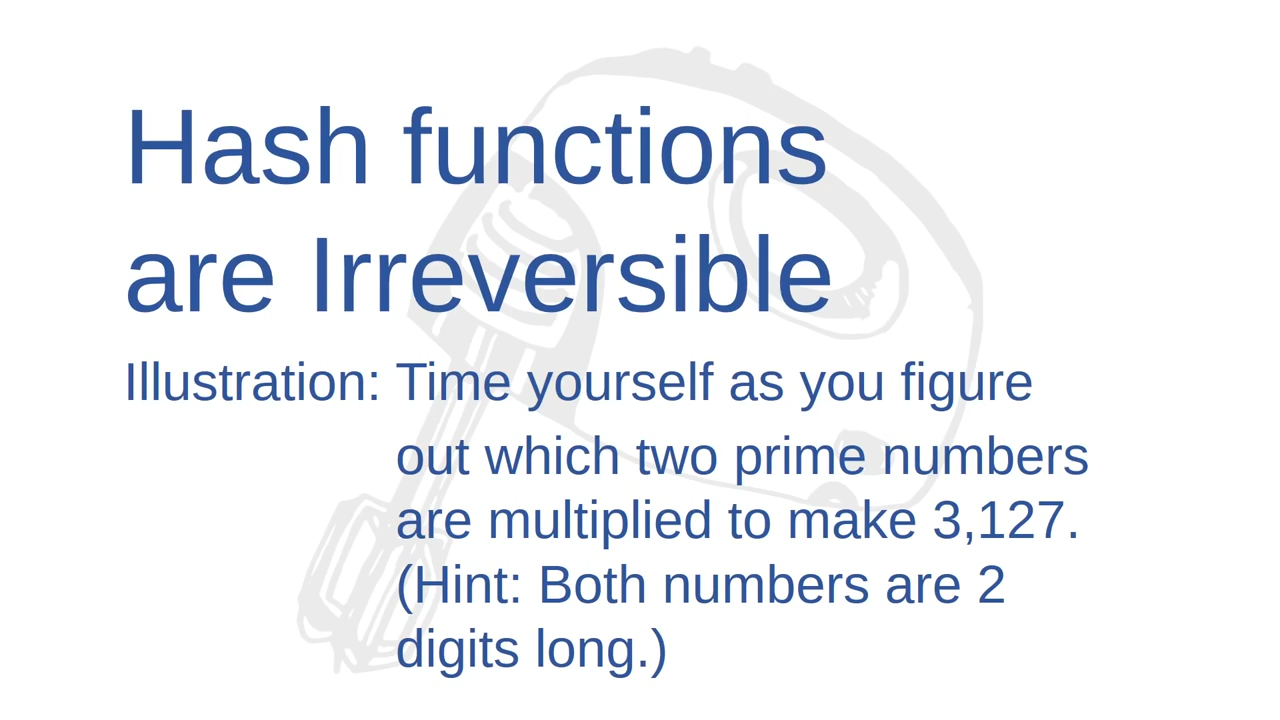 Hash functions
are Irreversible
Illustration: Time yourself as you figure
out which two prime numbers
are multiplied to make 3,127.
(Hint: Both numbers are 2
digits long.)